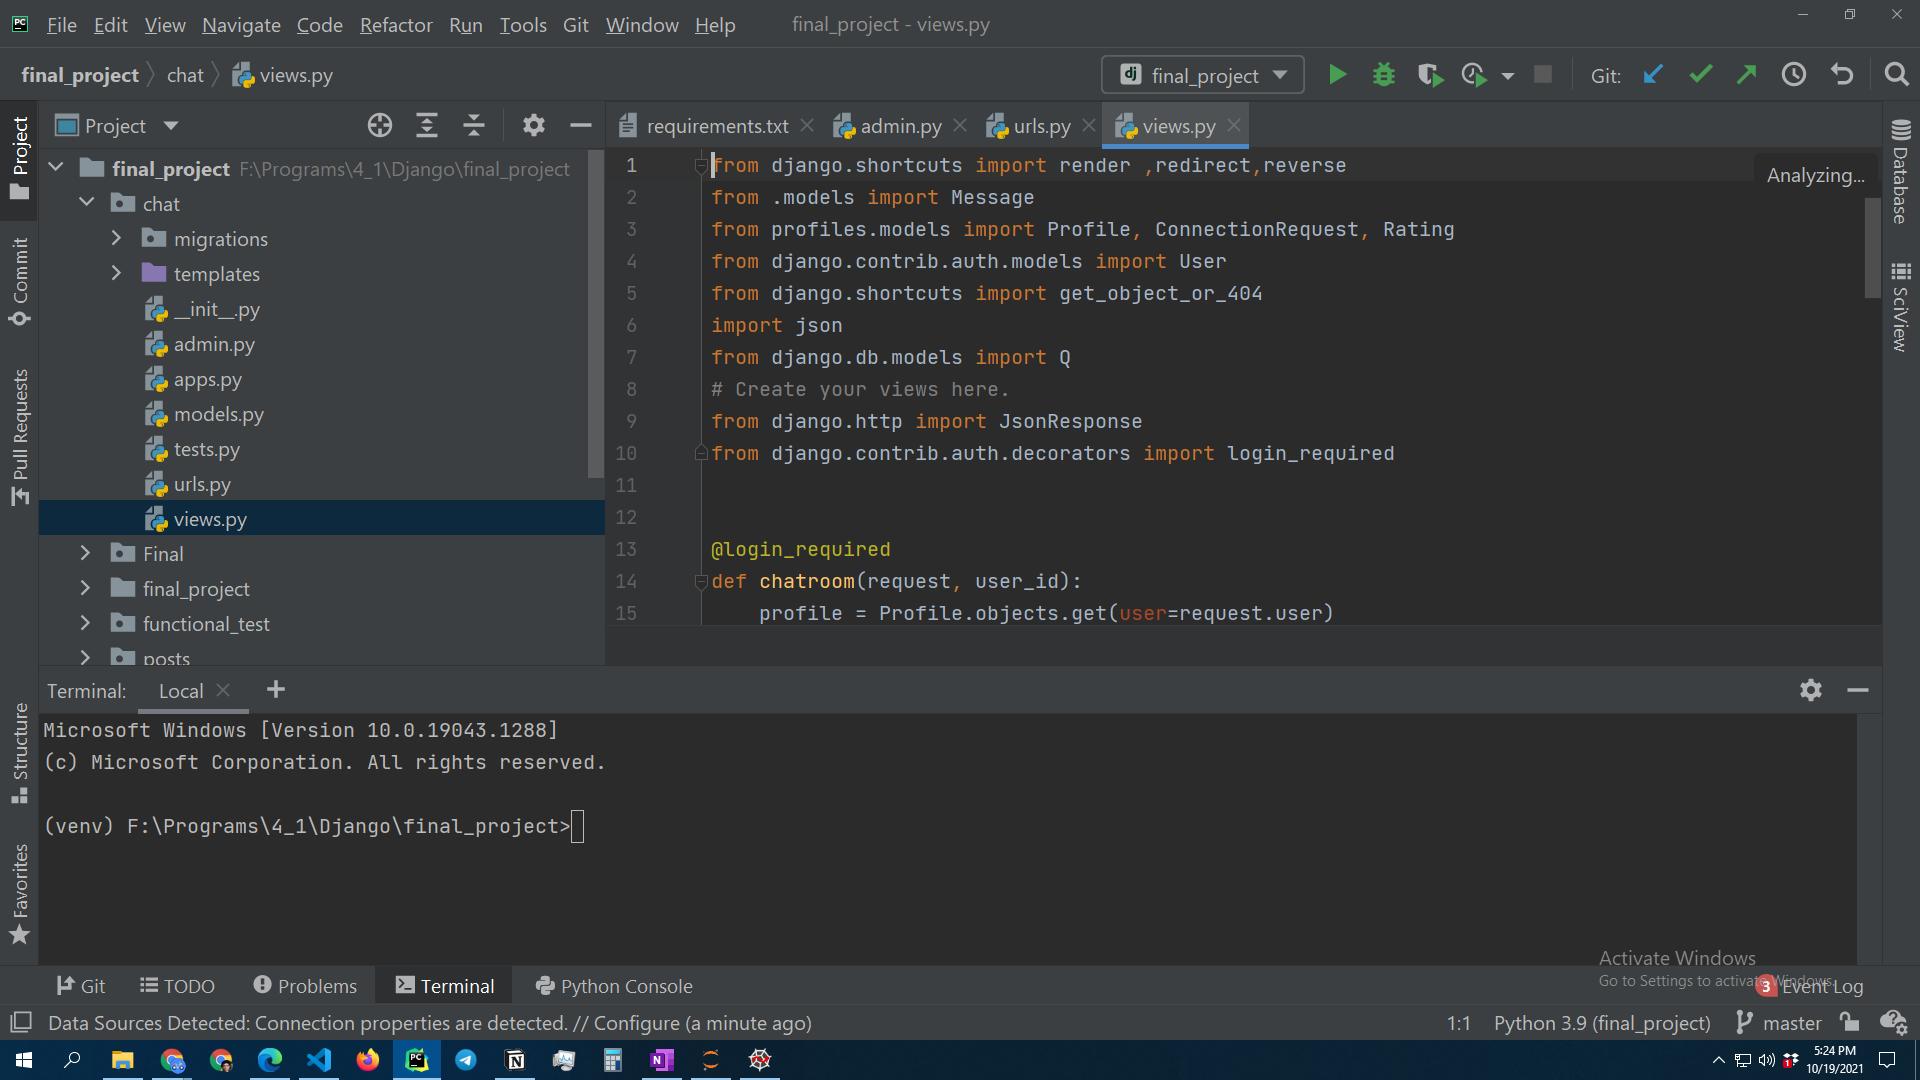 File Edit View Navigate Code Refactor Run Tools Git Window Help final_project - views.py
final_project chat views.py
final_project
Git:
Project
requirements.txt
admin.py
urls.py
views.py
final_project F:\Programs\4_1\Django\final_project
chat
migrations
templates
__init__.py
admin.py
apps.py
models.py
tests.py
urls.py
views.py
Final
final_project
functional_test
posts
1 from django.shortcuts import render ,redirect,reverse
2 from .models import Message
3 from profiles.models import Profile, ConnectionRequest, Rating
4 from django.contrib.auth.models import User
5 from django.shortcuts import get_object_or_404
6 import json
7 from django.db.models import Q
8 # Create your views here.
9 from django.http import JsonResponse
10 from django.contrib.auth.decorators import login_required
11
12
13 @login_required
14 def chatroom(request, user_id):
15 profile = Profile.objects.get(user=request.user)
Analyzing...
Project
Commit
Pull Requests
Structure
Favorites
Database
SciView
Terminal: Local
Microsoft Windows [Version 10.0.19043.1288]
(c) Microsoft Corporation. All rights reserved.
(venv) F:\Programs\4_1\Django\final_project>
Activate Windows
Go to Settings to activate Windows.
Git TODO Problems Terminal Python Console 3 Event Log
Data Sources Detected: Connection properties are detected. // Configure (a minute ago) 1:1 Python 3.9 (final_project) master
5:24 PM
10/19/2021